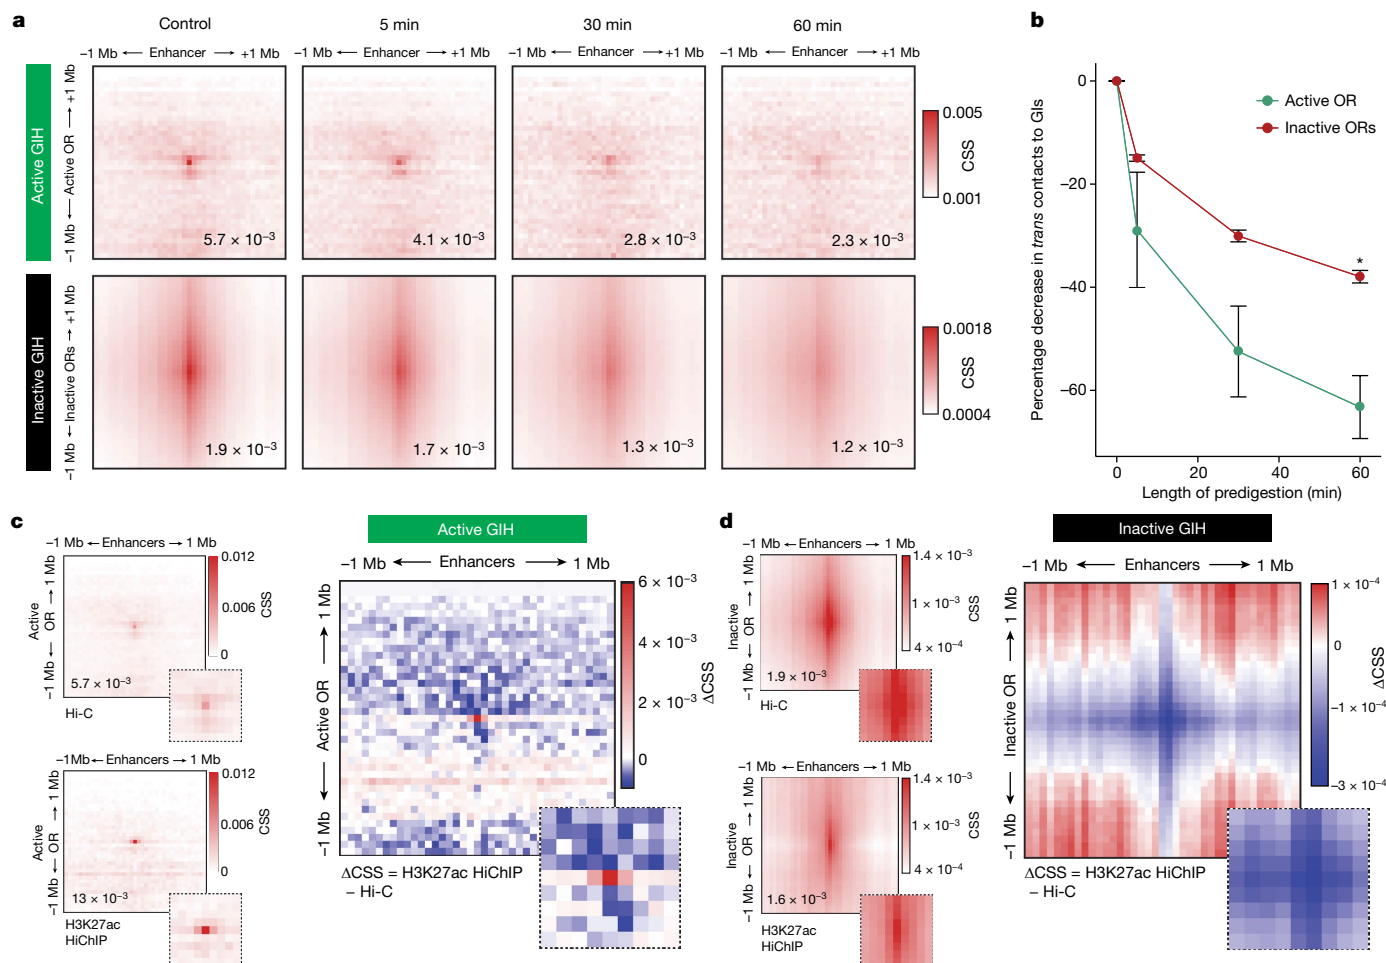 a
Control
5 min
30 min
60 min
−1 Mb ← Enhancer → +1 Mb
−1 Mb ← Enhancer → +1 Mb
−1 Mb ← Enhancer → +1 Mb
−1 Mb ← Enhancer → +1 Mb
Active GIH
−1 Mb ← Active OR → +1 Mb
5.7 × 10⁻³
4.1 × 10⁻³
2.8 × 10⁻³
2.3 × 10⁻³
0.005
CSS
0.001
Inactive GIH
−1 Mb ← Inactive ORs → +1 Mb
1.9 × 10⁻³
1.7 × 10⁻³
1.3 × 10⁻³
1.2 × 10⁻³
0.0018
CSS
0.0004
b
Percentage decrease in trans contacts to GIs
0
−20
−40
−60
Active OR
Inactive ORs
*
0
20
40
60
Length of predigestion (min)
c
−1 Mb ← Enhancers → 1 Mb
Active
−1 Mb ← OR → 1 Mb
5.7 × 10⁻³
Hi-C
0.012
0.006
0
CSS
−1Mb ← Enhancers → 1 Mb
Active
−1 Mb ← OR → 1 Mb
13 × 10⁻³
H3K27ac
HiChIP
0.012
0.006
0
CSS
Active GIH
−1 Mb ← Enhancers → 1 Mb
−1 Mb ← Active OR → 1 Mb
6 × 10⁻³
4 × 10⁻³
2 × 10⁻³
0
ΔCSS
ΔCSS = H3K27ac HiChIP
− Hi-C
d
−1 Mb ← Enhancers → 1 Mb
Inactive
−1 Mb ← OR → 1 Mb
1.9 × 10⁻³
Hi-C
1.4 × 10⁻³
1 × 10⁻³
4 × 10⁻⁴
CSS
−1 Mb ← Enhancers → 1 Mb
Inactive
−1 Mb ← OR → 1 Mb
1.6 × 10⁻³
H3K27ac
HiChIP
1.4 × 10⁻³
1 × 10⁻³
4 × 10⁻⁴
CSS
Inactive GIH
−1 Mb ← Enhancers → 1 Mb
−1 Mb ← Inactive OR → 1 Mb
1 × 10⁻⁴
0
−1 × 10⁻⁴
−3 × 10⁻⁴
ΔCSS
ΔCSS = H3K27ac HiChIP
− Hi-C